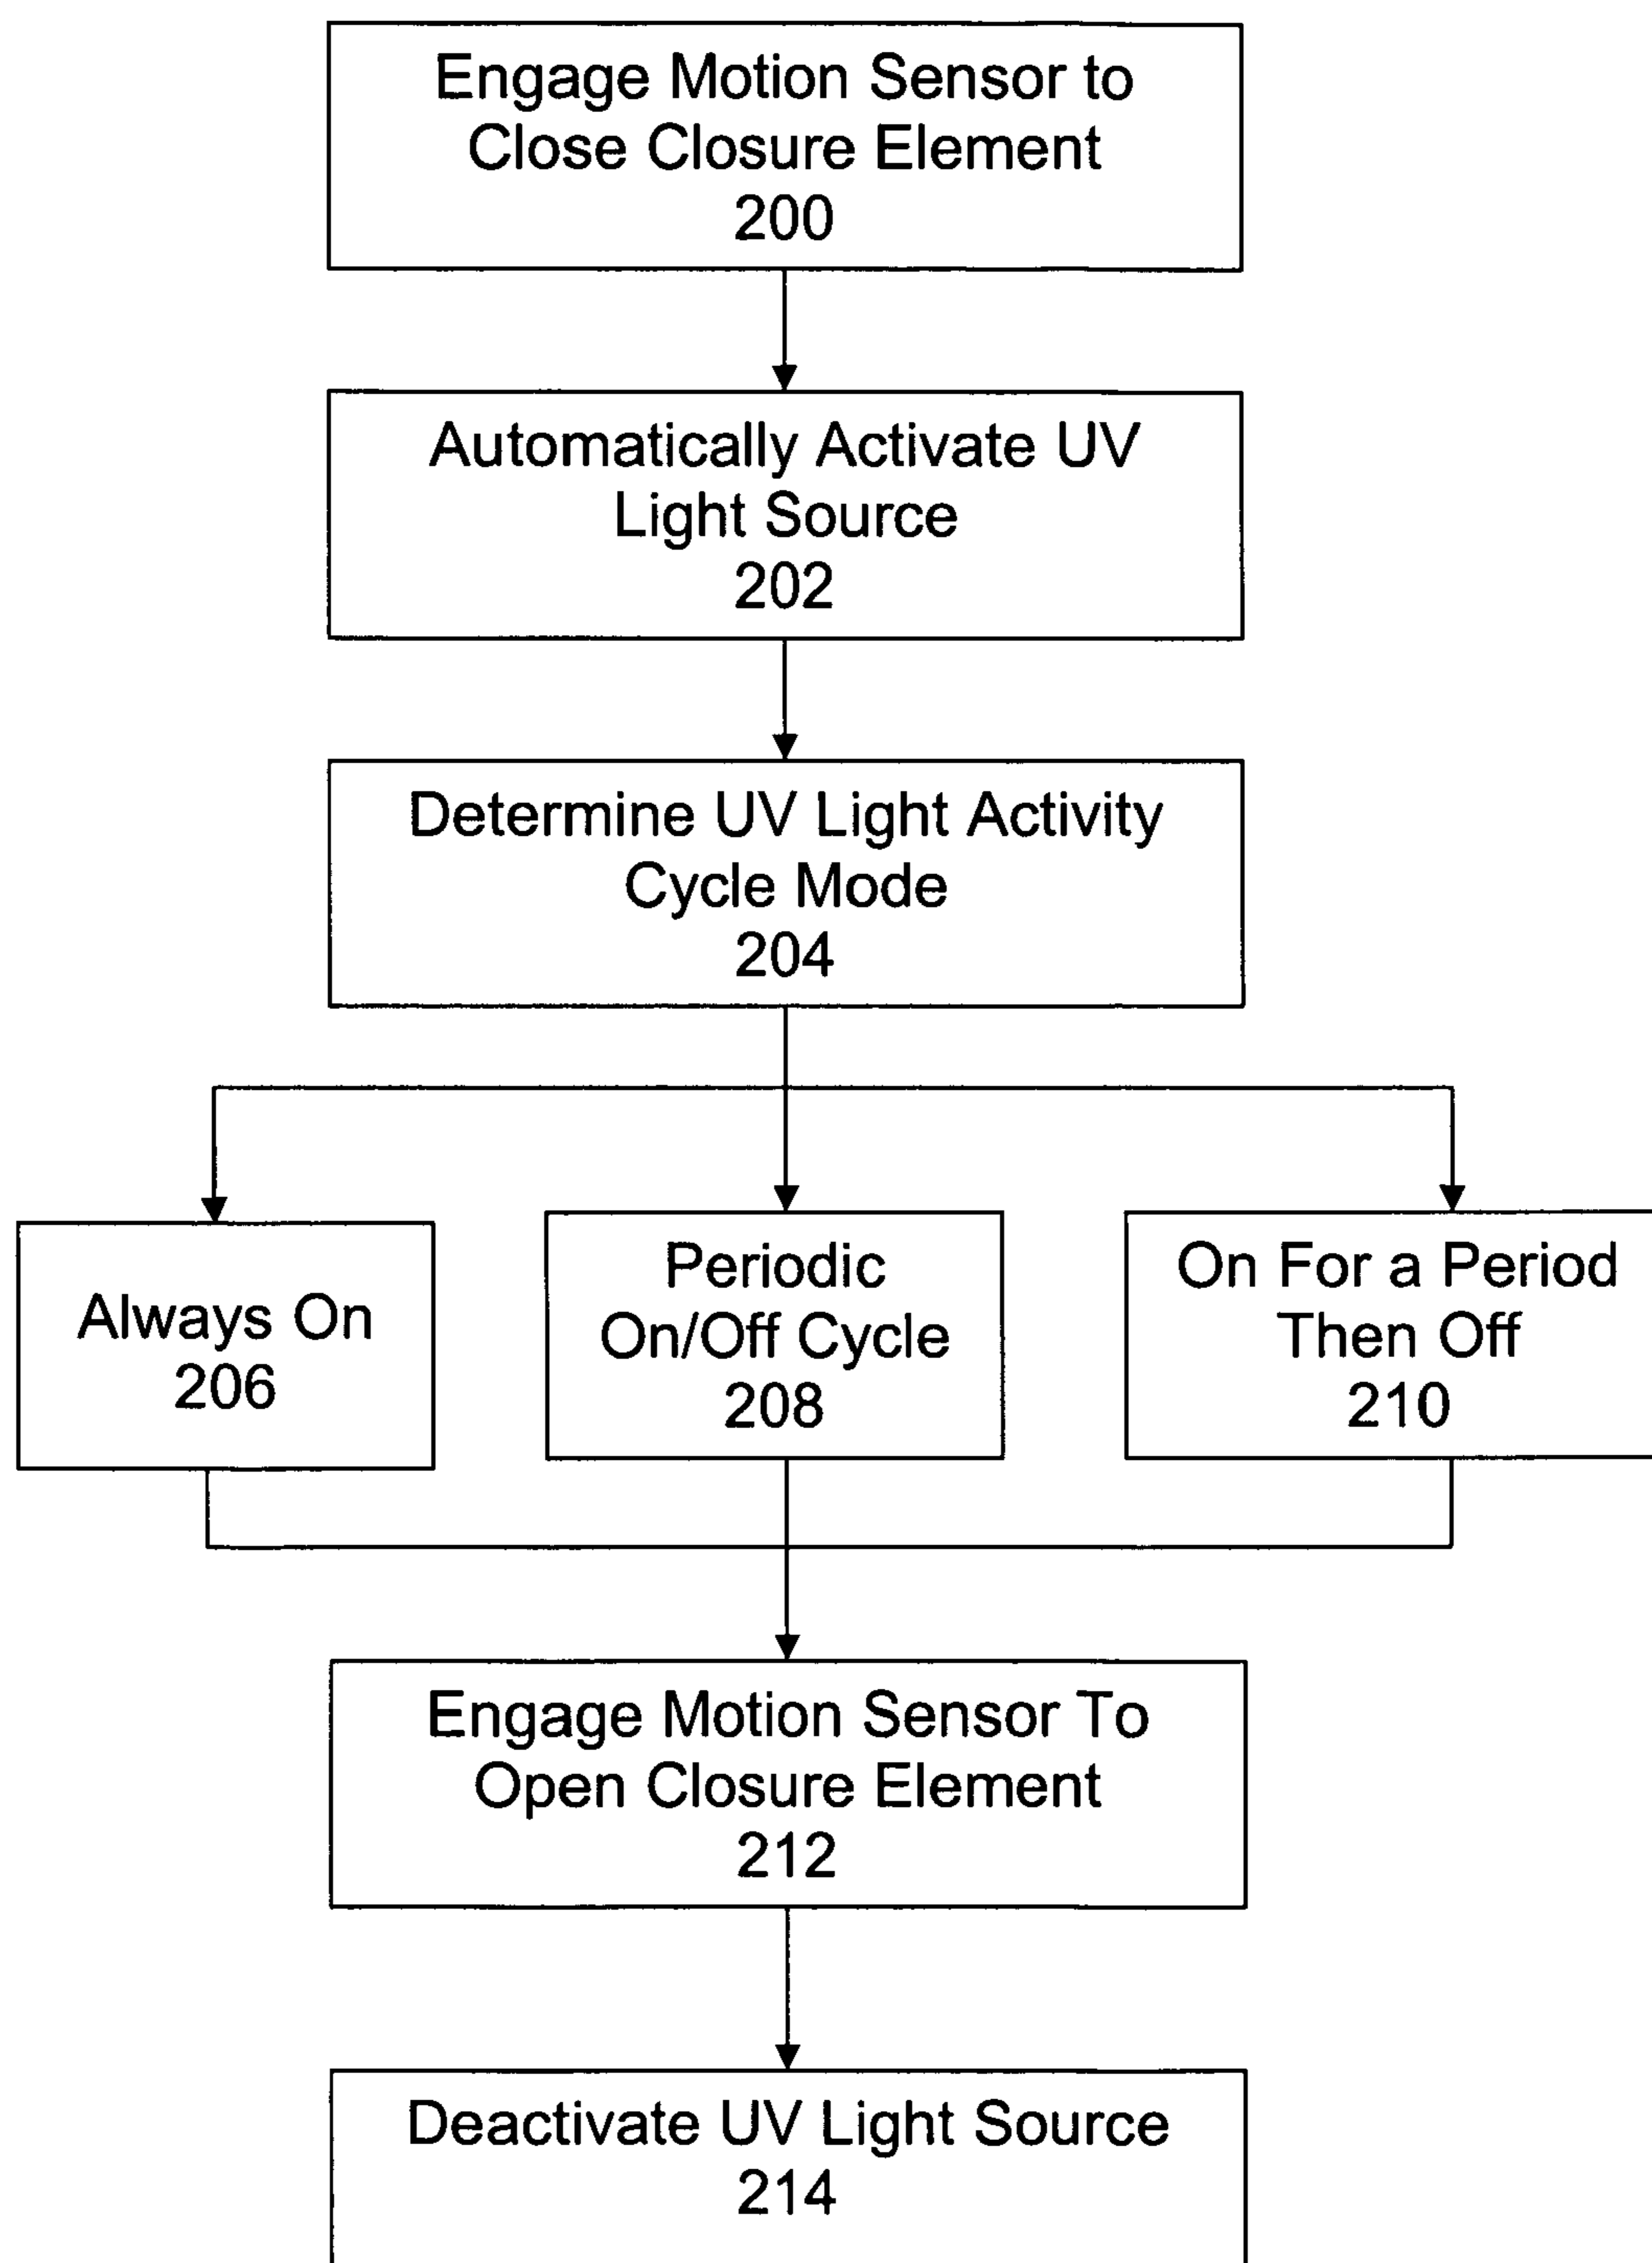 Engage Motion Sensor to
Close Closure Element
200
Automatically Activate UV
Light Source
202
Determine UV Light Activity
Cycle Mode
204
Always On
206
Periodic
On/Off Cycle
208
On For a Period
Then Off
210
Engage Motion Sensor To
Open Closure Element
212
Deactivate UV Light Source
214